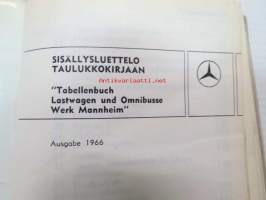 SISÄLLYSLUETTELO
TAULUKKOKIRJAAN
"Tabellenbuch
Lastwagen und Omnibusse
Werk Mannheim"
Ausgabe 1966
antikvariaatti.net